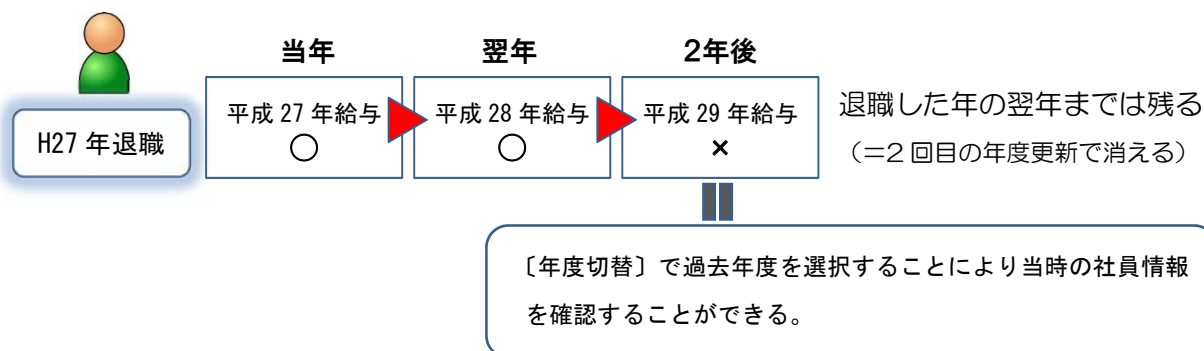 当年
翌年
2年後
H27 年退職
平成 27 年給与
○
平成 28 年給与
○
平成 29 年給与
×
退職した年の翌年までは残る
（＝2 回目の年度更新で消える）
〔年度切替〕で過去年度を選択することにより当時の社員情報
を確認することができる。